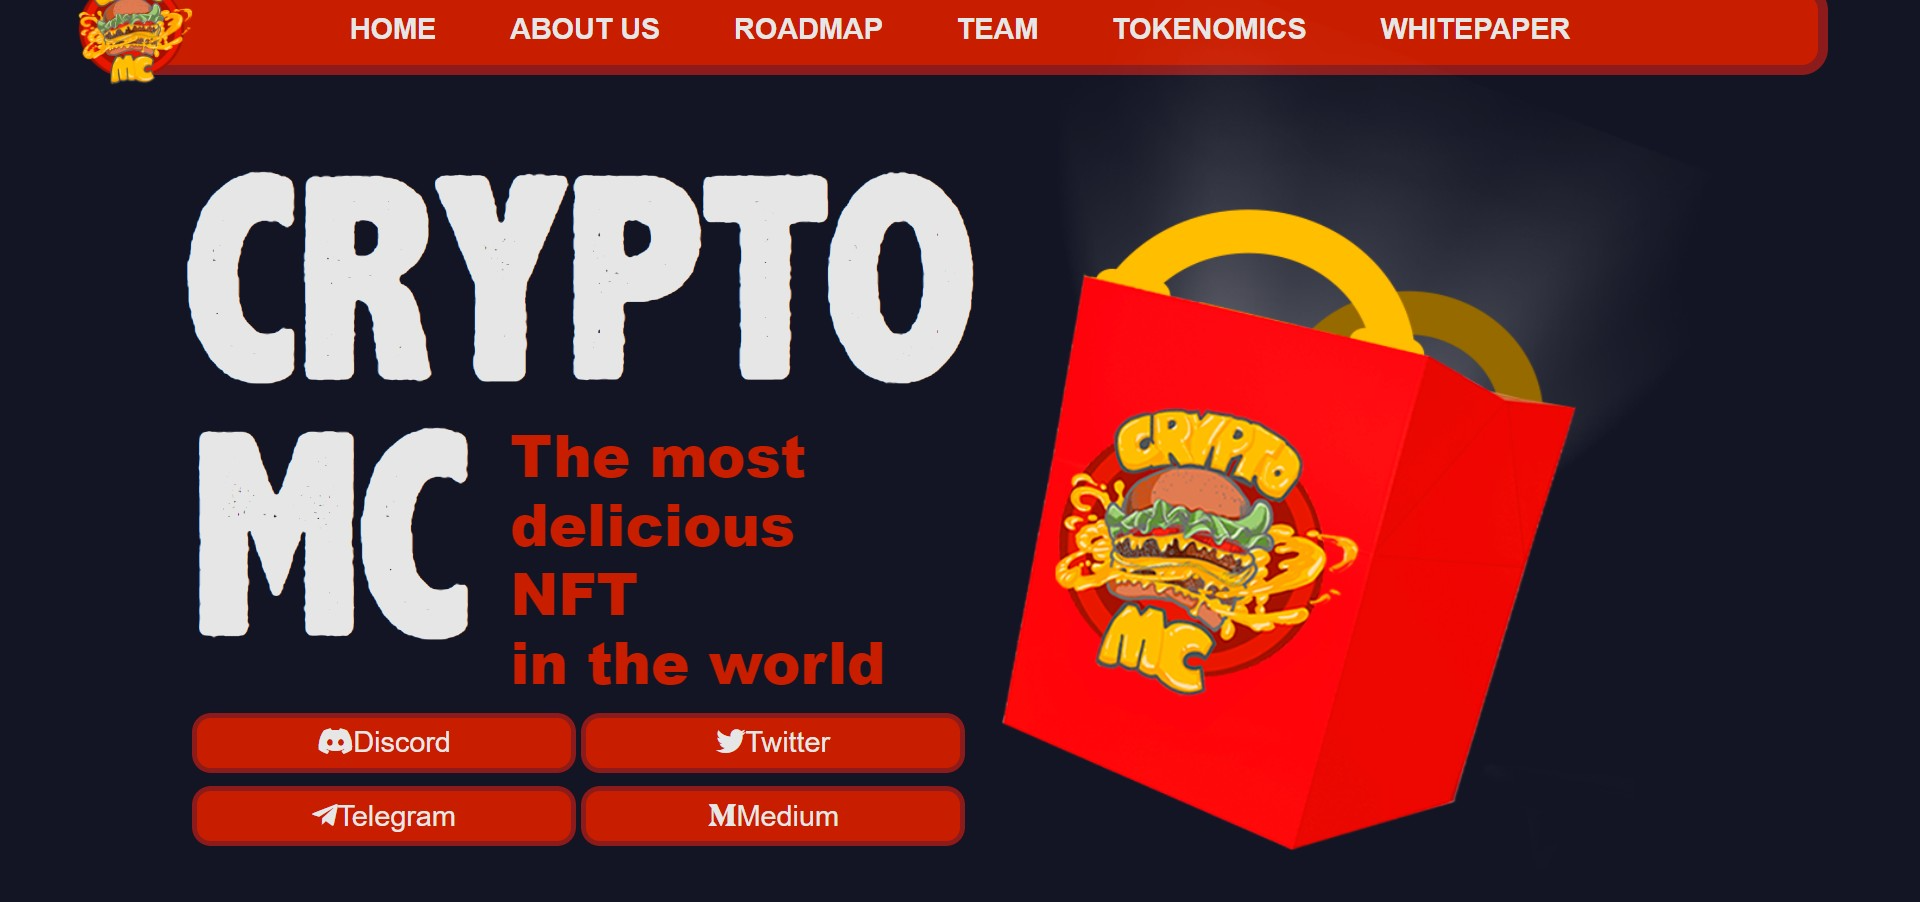 MC
HOME ABOUT US ROADMAP TEAM TOKENOMICS WHITEPAPER
CRYPTO
MC
The most
delicious
NFT
in the world
Discord Twitter
Telegram MMedium
CRYPTO
MC